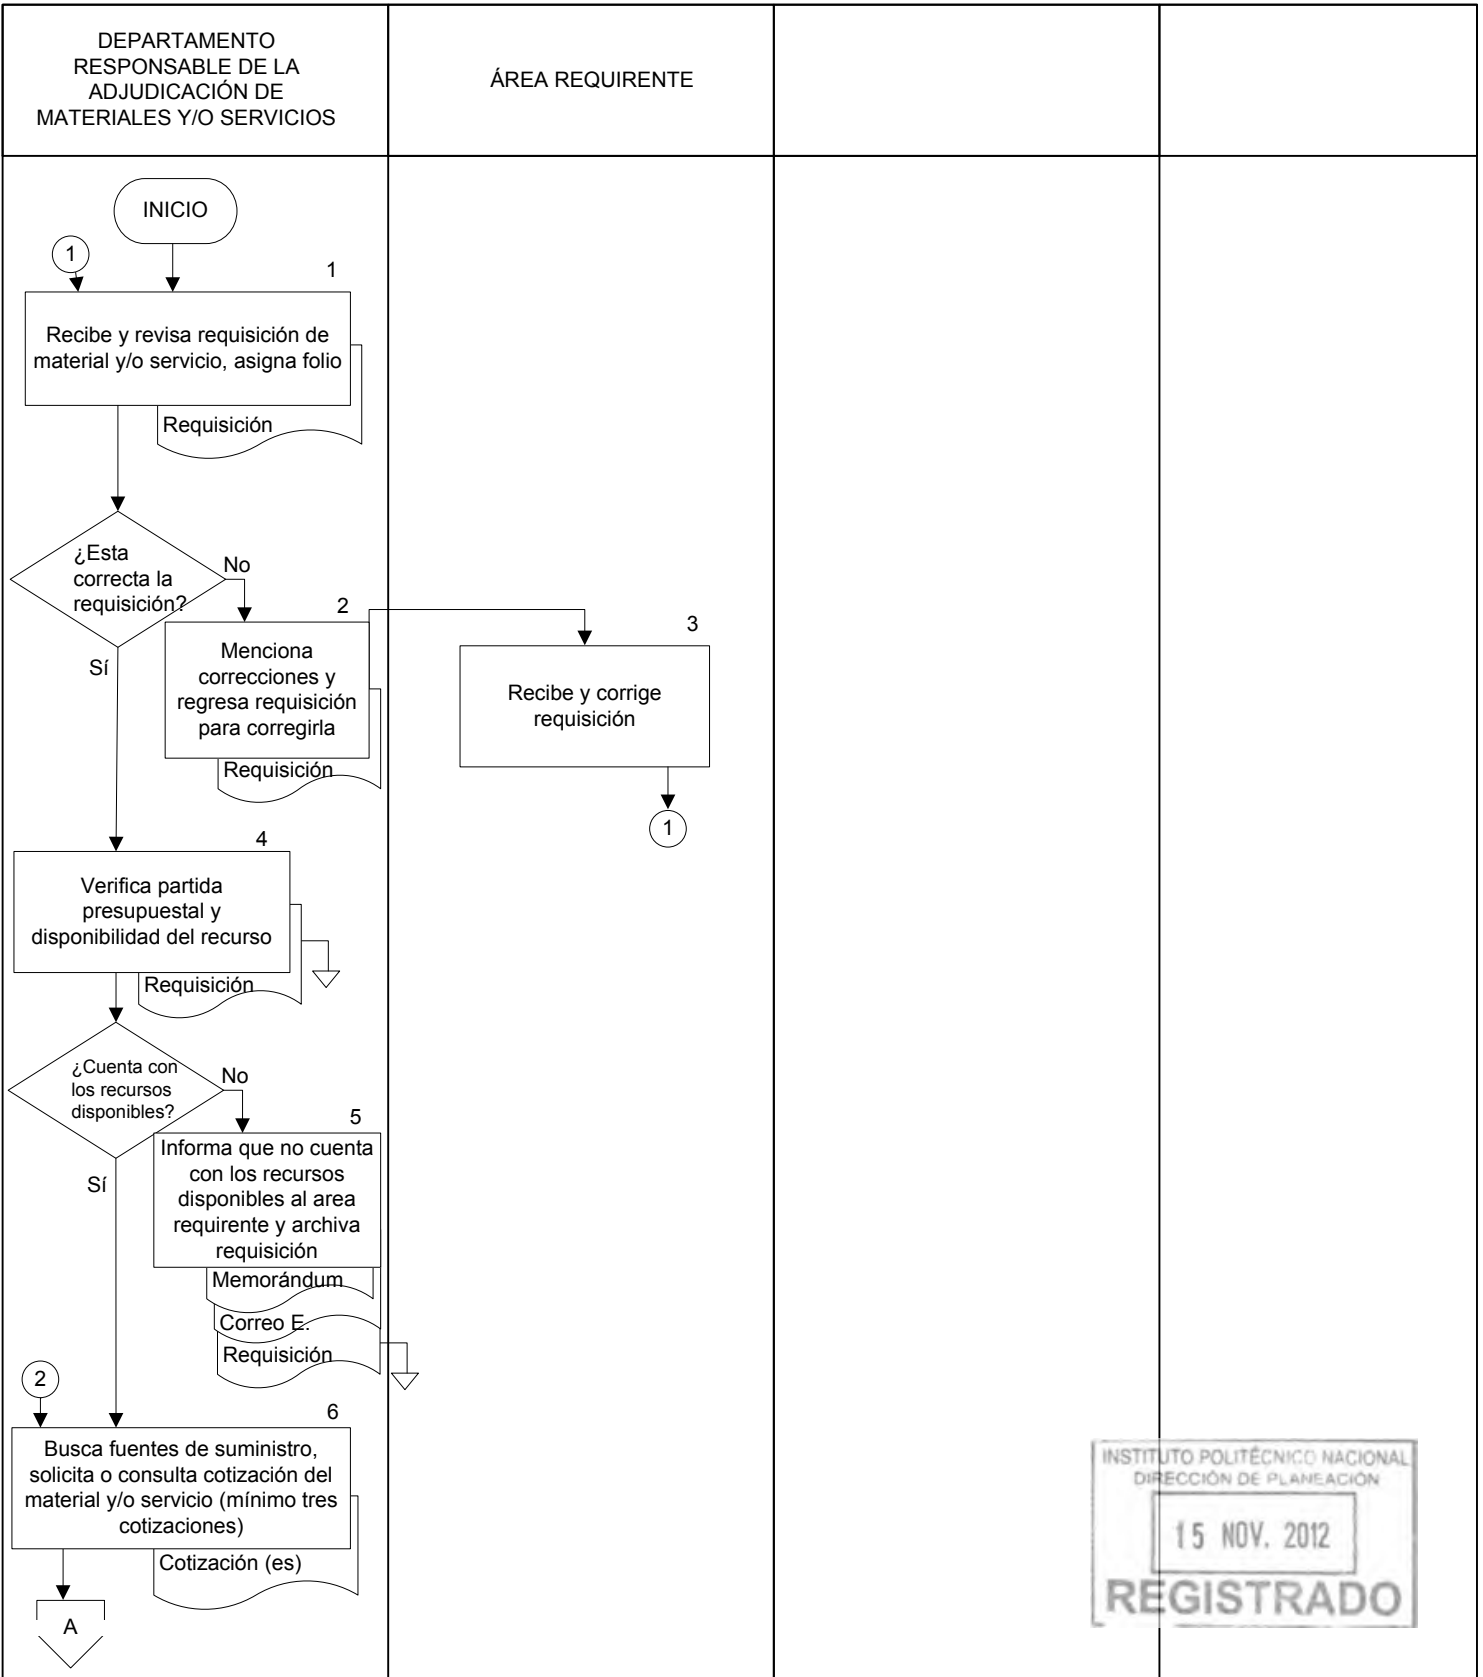 DEPARTAMENTO
RESPONSABLE DE LA
ADJUDICACIÓN DE
MATERIALES Y/O SERVICIOS
ÁREA REQUIRENTE
INICIO
1
1
Recibe y revisa requisición de
material y/o servicio, asigna folio
Requisición
¿Esta
correcta la
requisición?
No
Sí
2
Menciona
correcciones y
regresa requisición
para corregirla
Requisición
3
Recibe y corrige
requisición
1
4
Verifica partida
presupuestal y
disponibilidad del recurso
Requisición
¿Cuenta con
los recursos
disponibles?
No
Sí
5
Informa que no cuenta
con los recursos
disponibles al area
requirente y archiva
requisición
Memorándum
Correo E.
Requisición
2
6
Busca fuentes de suministro,
solicita o consulta cotización del
material y/o servicio (mínimo tres
cotizaciones)
Cotización (es)
A
INSTITUTO POLITÉCNICO NACIONAL
DIRECCIÓN DE PLANEACIÓN
15 NOV. 2012
REGISTRADO